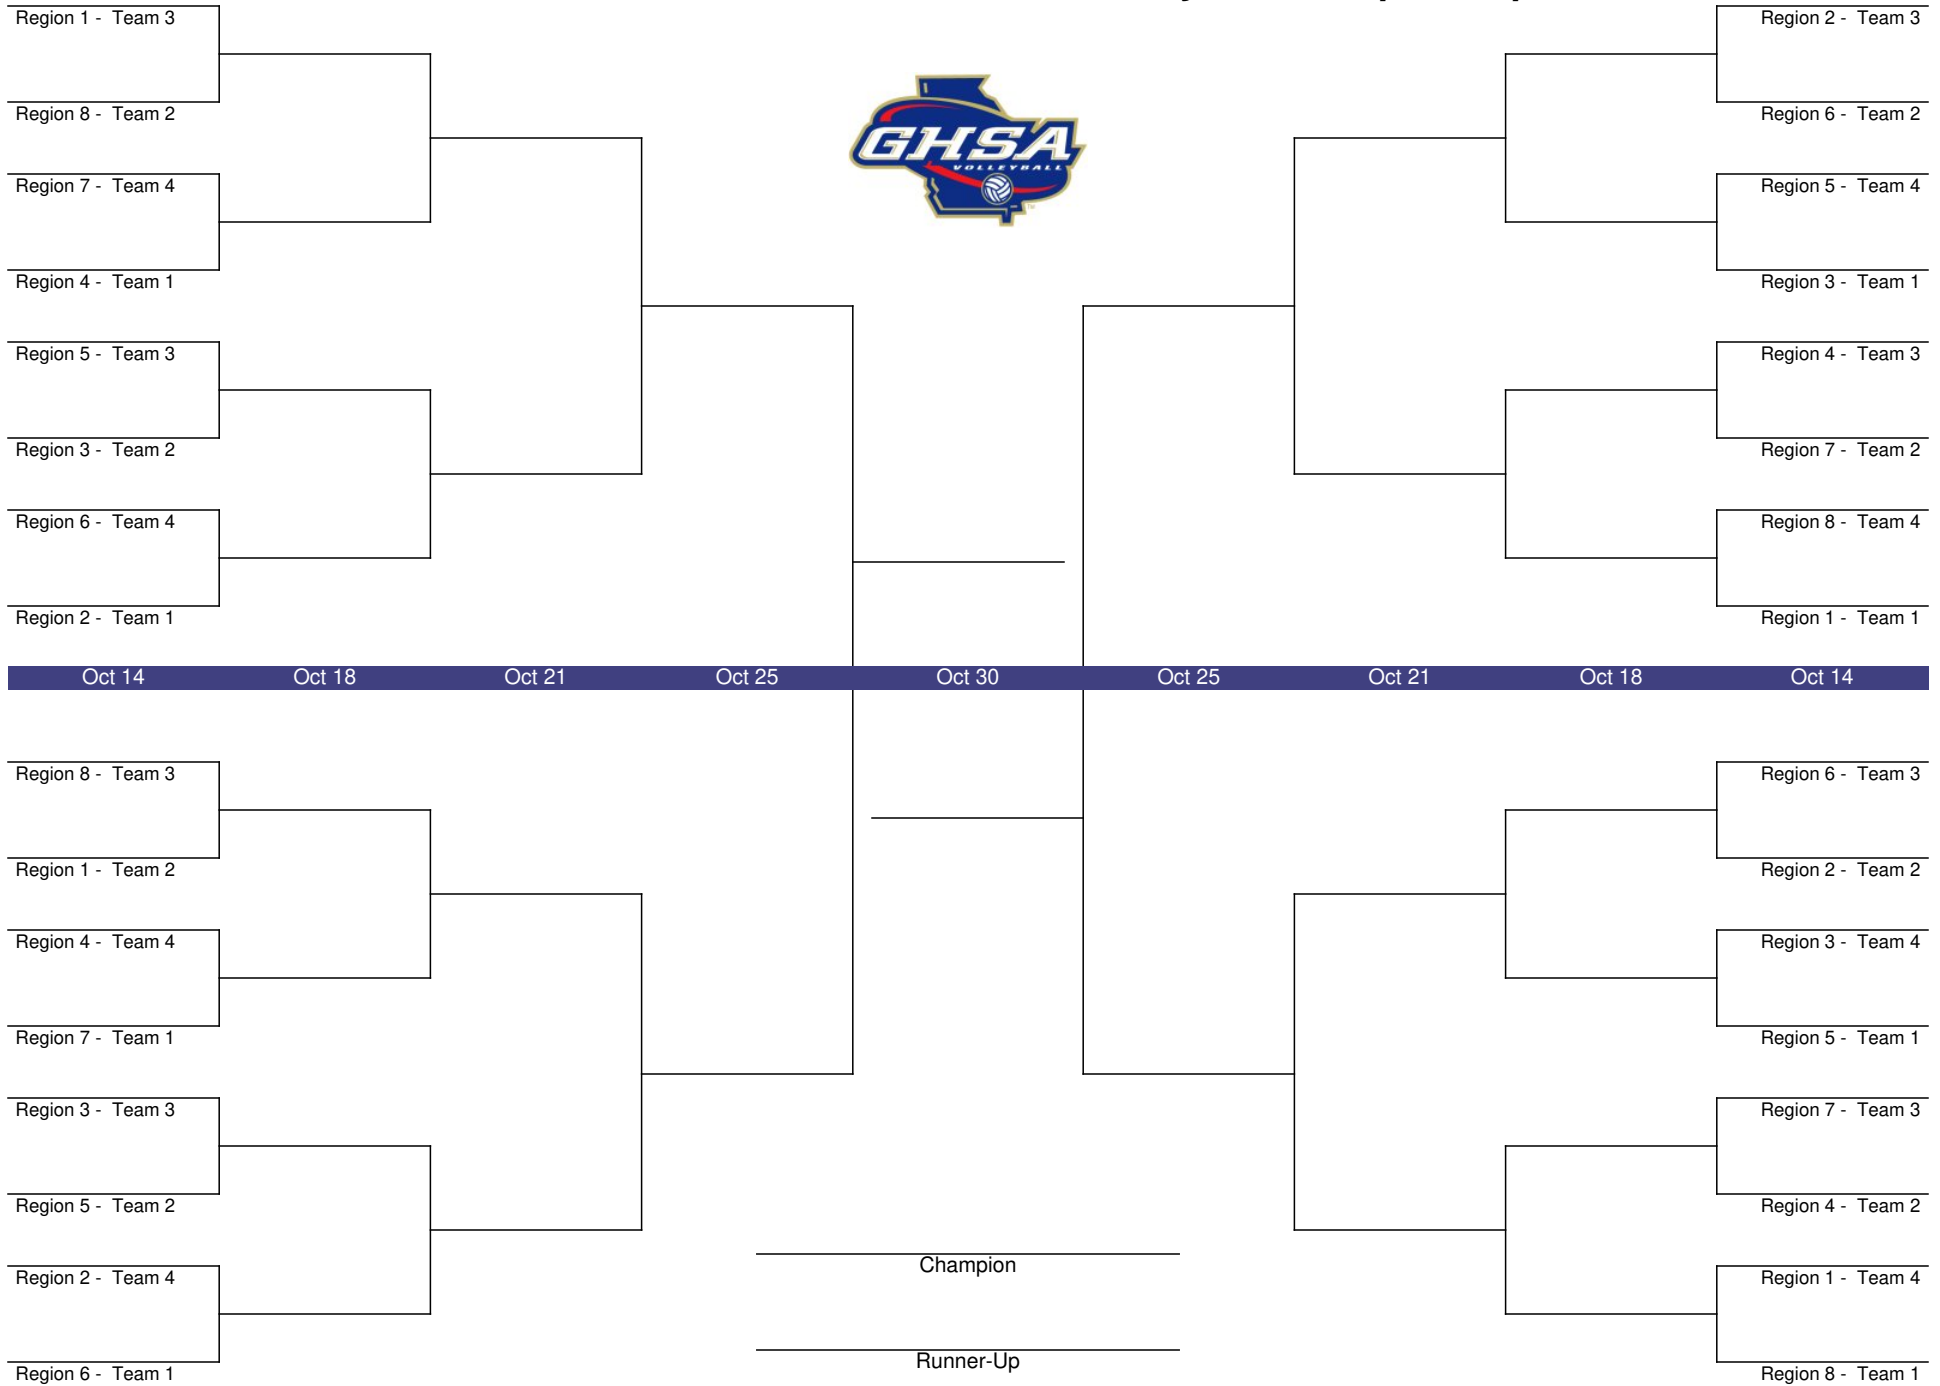 Region 1 - Team 3
Region 8 - Team 2
Region 7 - Team 4
Region 4 - Team 1
Region 5 - Team 3
Region 3 - Team 2
Region 6 - Team 4
Region 2 - Team 1
GHSA
VOLLEYBALL
Region 2 - Team 3
Region 6 - Team 2
Region 5 - Team 4
Region 3 - Team 1
Region 4 - Team 3
Region 7 - Team 2
Region 8 - Team 4
Region 1 - Team 1
Oct 14 Oct 18 Oct 21 Oct 25 Oct 30 Oct 25 Oct 21 Oct 18 Oct 14
Region 8 - Team 3
Region 1 - Team 2
Region 4 - Team 4
Region 7 - Team 1
Region 3 - Team 3
Region 5 - Team 2
Region 2 - Team 4
Region 6 - Team 1
Champion
Runner-Up
Region 6 - Team 3
Region 2 - Team 2
Region 3 - Team 4
Region 5 - Team 1
Region 7 - Team 3
Region 4 - Team 2
Region 1 - Team 4
Region 8 - Team 1